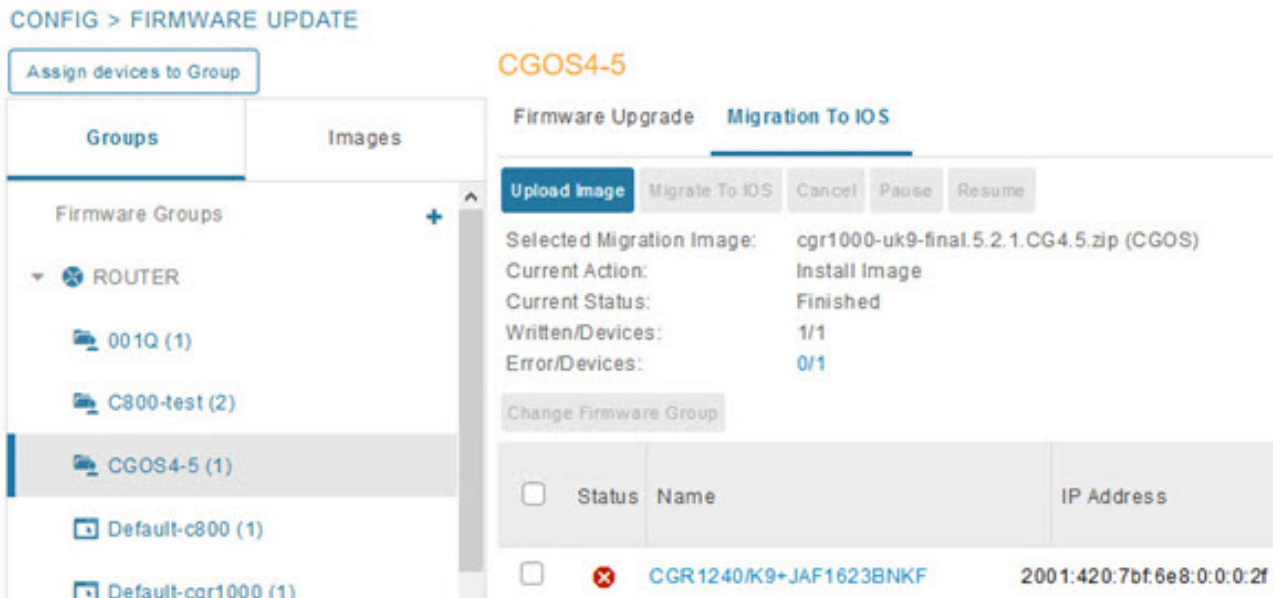 CONFIG > FIRMWARE UPDATE
Assign devices to Group
CGOS4-5
Groups
Images
Firmware Upgrade
Migration To IOS
Firmware Groups
+
ROUTER
001Q (1)
C800-test (2)
CGOS4-5 (1)
Default-c800 (1)
Default-cgr1000 (1)
Upload Image
Migrate To IOS
Cancel
Pause
Resume
Selected Migration Image: cgr1000-uk9-final.5.2.1.CG4.5.zip (CGOS)
Current Action: Install Image
Current Status: Finished
Written/Devices: 1/1
Error/Devices: 0/1
Change Firmware Group
Status Name IP Address
CGR1240/K9+JAF1623BNKF 2001:420:7bf:6e8:0:0:0:2f